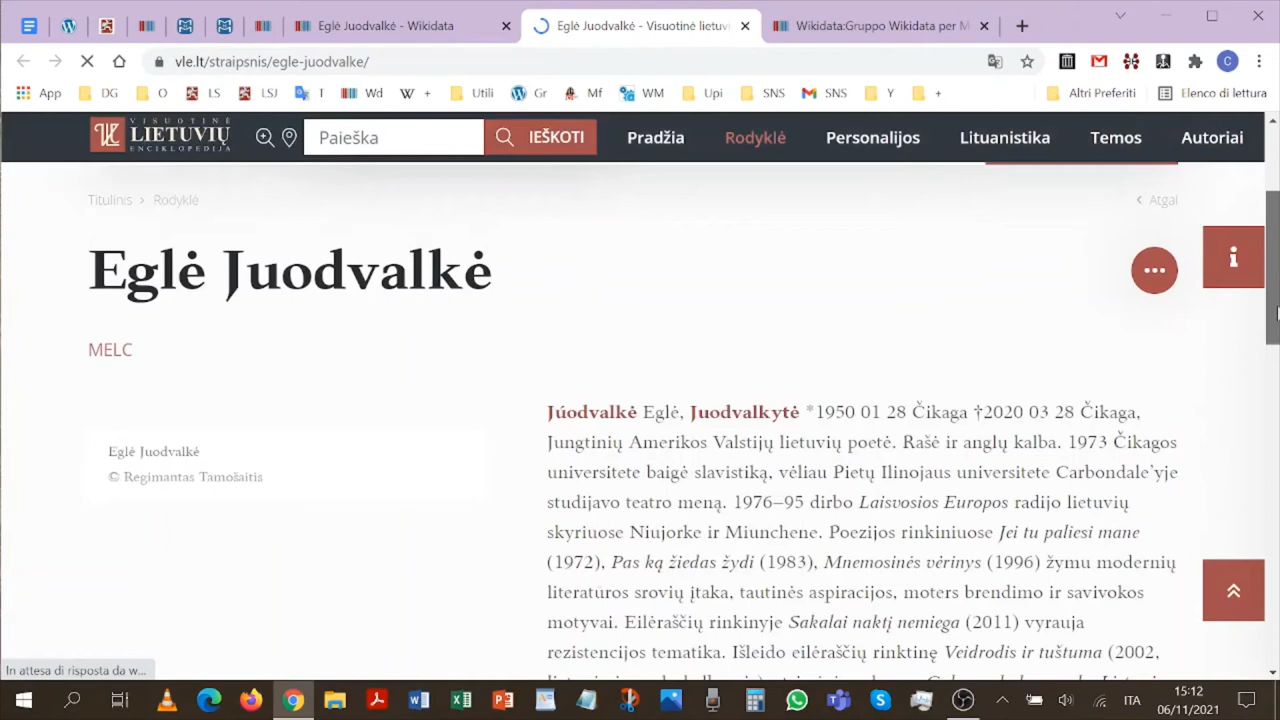 Eglė Juodvalkė - Wikidata
Eglė Juodvalkė - Visuotinė lietuvi
Wikidata:Gruppo Wikidata per M
vle.lt/straipsnis/egle-juodvalke/
App DG O LS LSJ T Wd + Utili Gr Mf WM Upi SNS SNS Y + Altri Preferiti Elenco di lettura
VISUOTINĖ
LIETUVIŲ
ENCIKLOPEDIJA
Paieška
IEŠKOTI
Pradžia Rodyklė Personalijos Lituanistika Temos Autoriai
Titulinis > Rodyklė
< Atgal
Eglė Juodvalkė
MELC
Eglė Juodvalkė
© Regimantas Tamošaitis
Júodvalkė Eglė, Juodvalkytė *1950 01 28 Čikaga †2020 03 28 Čikaga,
Jungtinių Amerikos Valstijų lietuvių poetė. Rašė ir anglų kalba. 1973 Čikagos
universitete baigė slavistiką, vėliau Pietų Ilinojaus universitete Carbondale’yje
studijavo teatro meną. 1976–95 dirbo Laisvosios Europos radijo lietuvių
skyriuose Niujorke ir Miunchene. Poezijos rinkiniuose Jei tu paliesi mane
(1972), Pas ką žiedas žydi (1983), Mnemosinės vėrinys (1996) žymu modernių
literatūros srovių įtaka, tautinės aspiracijos, moters brendimo ir savivokos
motyvai. Eilėraščių rinkinyje Sakalai naktį nemiega (2011) vyrauja
rezistencijos tematika. Išleido eilėraščių rinktinę Veidrodis ir tuštuma (2002,
In attesa di risposta da w...
ITA
15:12
06/11/2021